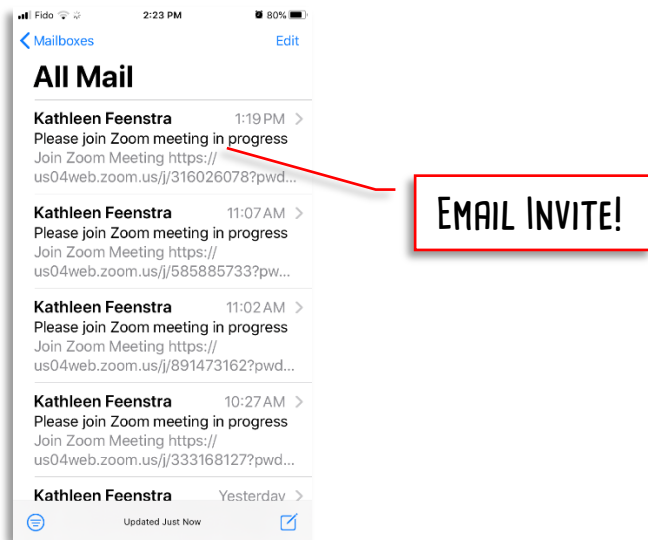 Fido 2:23 PM 80%
Mailboxes Edit
All Mail
Kathleen Feenstra 1:19 PM
Please join Zoom meeting in progress
Join Zoom Meeting https://
us04web.zoom.us/j/316026078?pwd...
Kathleen Feenstra 11:07 AM
Please join Zoom meeting in progress
Join Zoom Meeting https://
us04web.zoom.us/j/585885733?pw...
Kathleen Feenstra 11:02 AM
Please join Zoom meeting in progress
Join Zoom Meeting https://
us04web.zoom.us/j/891473162?pwd...
Kathleen Feenstra 10:27 AM
Please join Zoom meeting in progress
Join Zoom Meeting https://
us04web.zoom.us/j/333168127?pwd...
Kathleen Feenstra Yesterday
Updated Just Now
EMAIL INVITE!